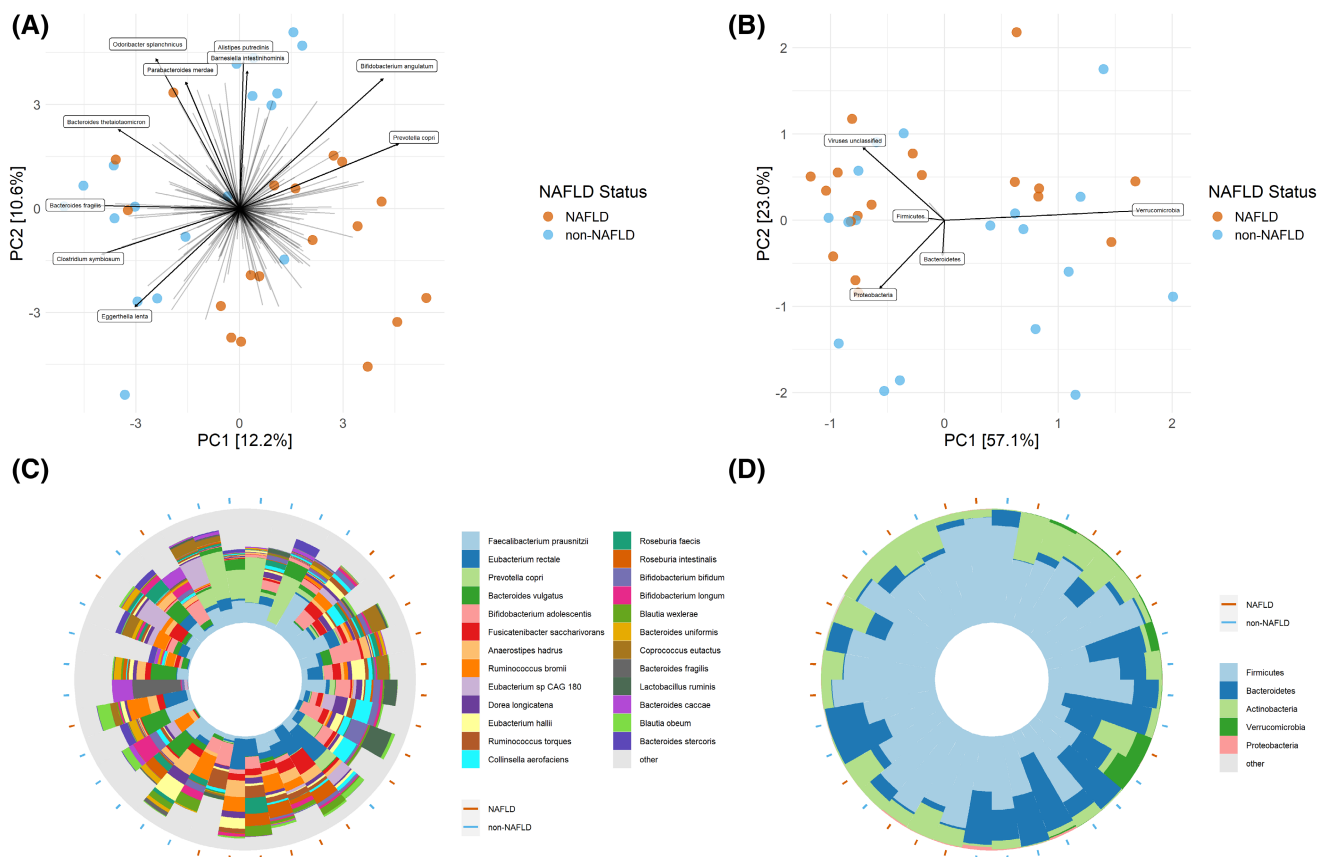 (A)
Odoribacter splanchnicus
Alistipes putredinis
Barnesiella intestinihominis
Parabacteroides merdae
Bifidobacterium angulatum
Bacteroides thetaiotaomicron
Prevotella copri
Bacteroides fragilis
Clostridium symbiosum
Eggerthella lenta
3
0
-3
PC2 [10.6%]
-3 0 3
PC1 [12.2%]
NAFLD Status
NAFLD
non-NAFLD
(B)
2
1
0
-1
-2
PC2 [23.0%]
Viruses unclassified
Firmicutes
Verrucomicrobia
Bacteroidetes
Proteobacteria
-1 0 1 2
PC1 [57.1%]
NAFLD Status
NAFLD
non-NAFLD
(C)
Faecalibacterium prausnitzii
Eubacterium rectale
Prevotella copri
Bacteroides vulgatus
Bifidobacterium adolescentis
Fusicatenibacter saccharivorans
Anaerostipes hadrus
Ruminococcus bromii
Eubacterium sp CAG 180
Dorea longicatena
Eubacterium hallii
Ruminococcus torques
Collinsella aerofaciens
Roseburia faecis
Roseburia intestinalis
Bifidobacterium bifidum
Bifidobacterium longum
Blautia wexlerae
Bacteroides uniformis
Coprococcus eutactus
Bacteroides fragilis
Lactobacillus ruminis
Bacteroides caccae
Blautia obeum
Bacteroides stercoris
other
NAFLD
non-NAFLD
(D)
NAFLD
non-NAFLD
Firmicutes
Bacteroidetes
Actinobacteria
Verrucomicrobia
Proteobacteria
other